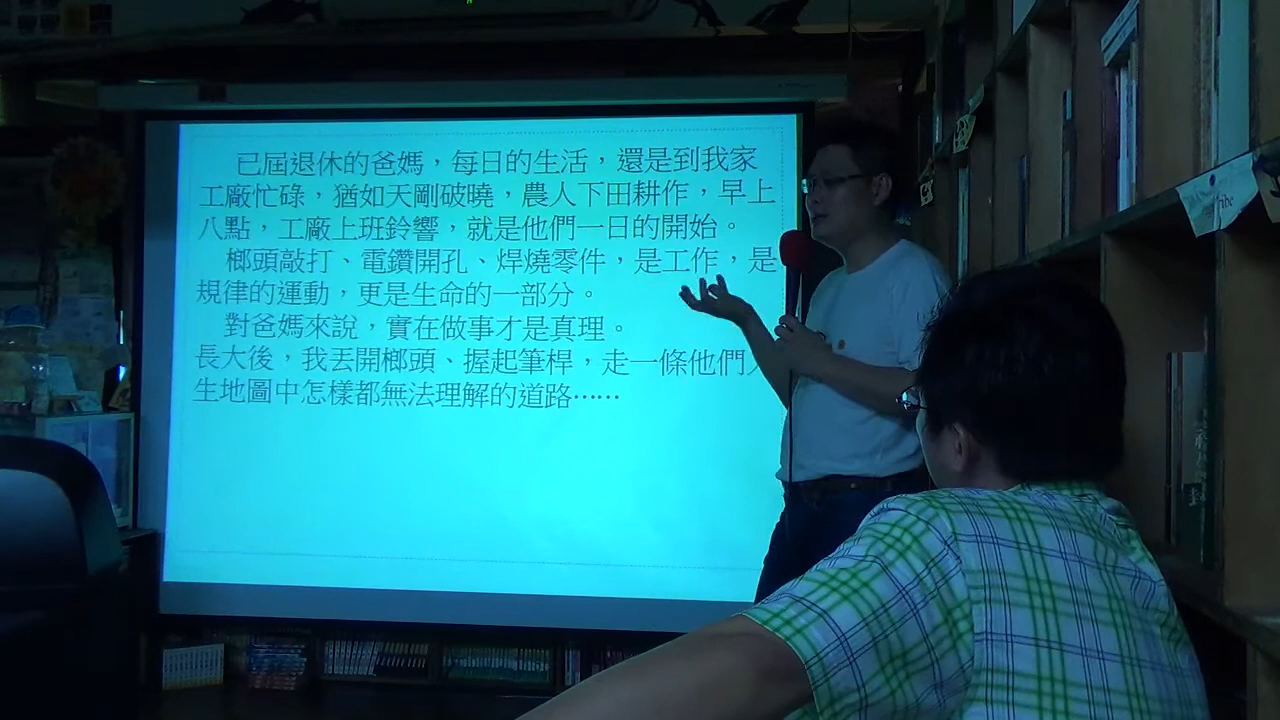 已屆退休的爸媽，每日的生活，還是到我家
工廠忙碌，猶如天剛破曉，農人下田耕作，早上
八點，工廠上班鈴響，就是他們一日的開始。
榔頭敲打、電鑽開孔、焊燒零件，是工作，是
規律的運動，更是生命的一部分。
對爸媽來說，實在做事才是真理。
長大後，我丟開榔頭、握起筆桿，走一條他們人
生地圖中怎樣都無法理解的道路⋯⋯